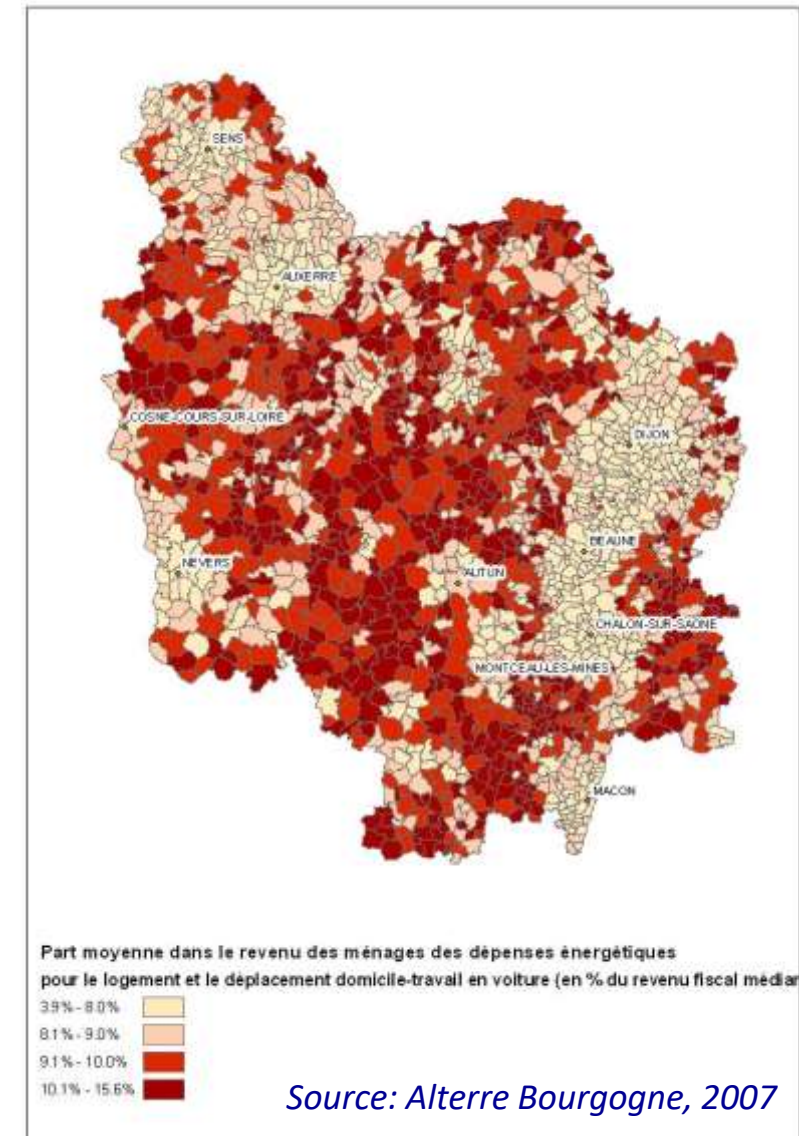 SENS
AUXERRE
COSNE-COURS-SUR-LOIRE
DIJON
BEAUNE
NEVERS
AUTUN
CHALON-SUR-SAONE
MONTCEAU-LES-MINES
MACON
Part moyenne dans le revenu des ménages des dépenses énergétiques
pour le logement et le déplacement domicile-travail en voiture (en % du revenu fiscal médian
3.9% - 8.0%
8.1% - 9.0%
9.1% - 10.0%
10.1% - 15.6%
Source: Alterre Bourgogne, 2007